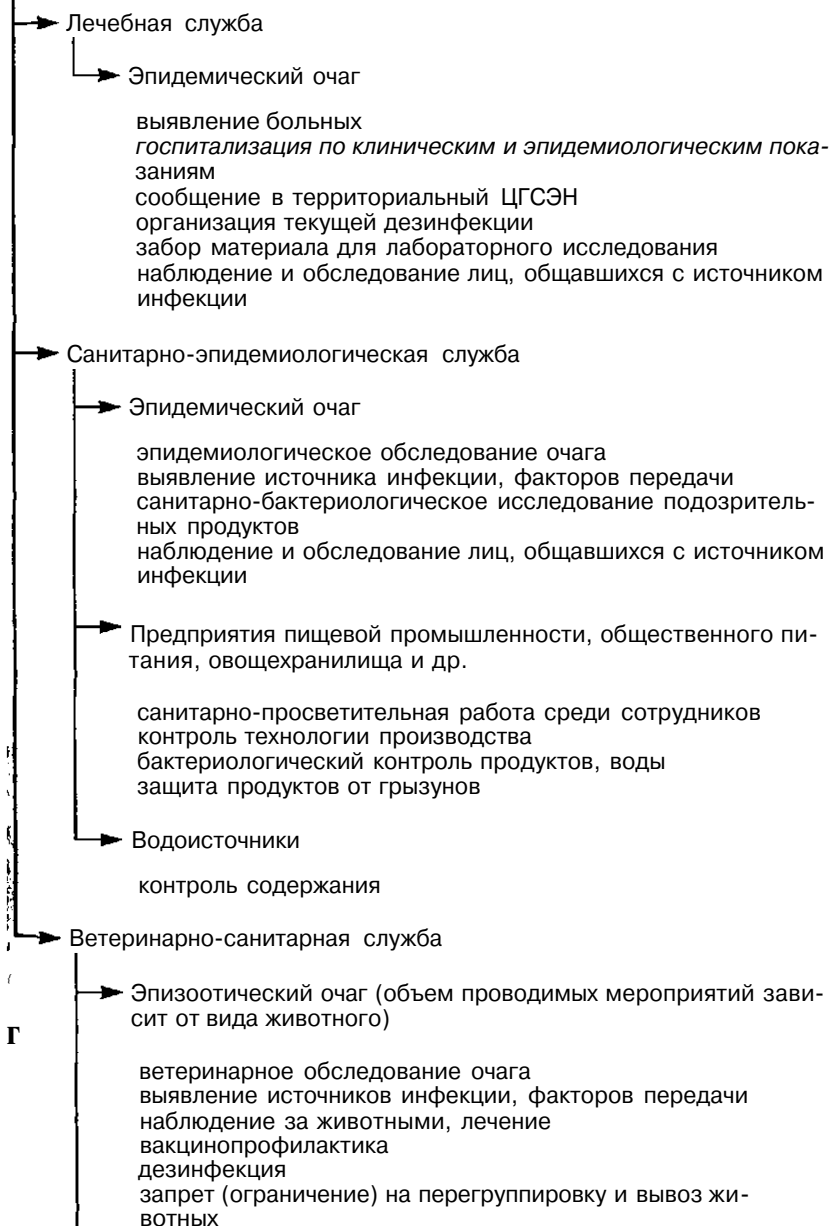 Лечебная служба
Эпидемический очаг
выявление больных
госпитализация по клиническим и эпидемиологическим пока-
заниям
сообщение в территориальный ЦГСЭН
организация текущей дезинфекции
забор материала для лабораторного исследования
наблюдение и обследование лиц, общавшихся с источником
инфекции
Санитарно-эпидемиологическая служба
Эпидемический очаг
эпидемиологическое обследование очага
выявление источника инфекции, факторов передачи
санитарно-бактериологическое исследование подозритель-
ных продуктов
наблюдение и обследование лиц, общавшихся с источником
инфекции
Предприятия пищевой промышленности, общественного пи-
тания, овощехранилища и др.
санитарно-просветительная работа среди сотрудников
контроль технологии производства
бактериологический контроль продуктов, воды
защита продуктов от грызунов
Водоисточники
контроль содержания
Ветеринарно-санитарная служба
Эпизоотический очаг (объем проводимых мероприятий зави-
сит от вида животного)
г
ветеринарное обследование очага
выявление источников инфекции, факторов передачи
наблюдение за животными, лечение
вакцинопрофилактика
дезинфекция
запрет (ограничение) на перегруппировку и вывоз жи-
вотных